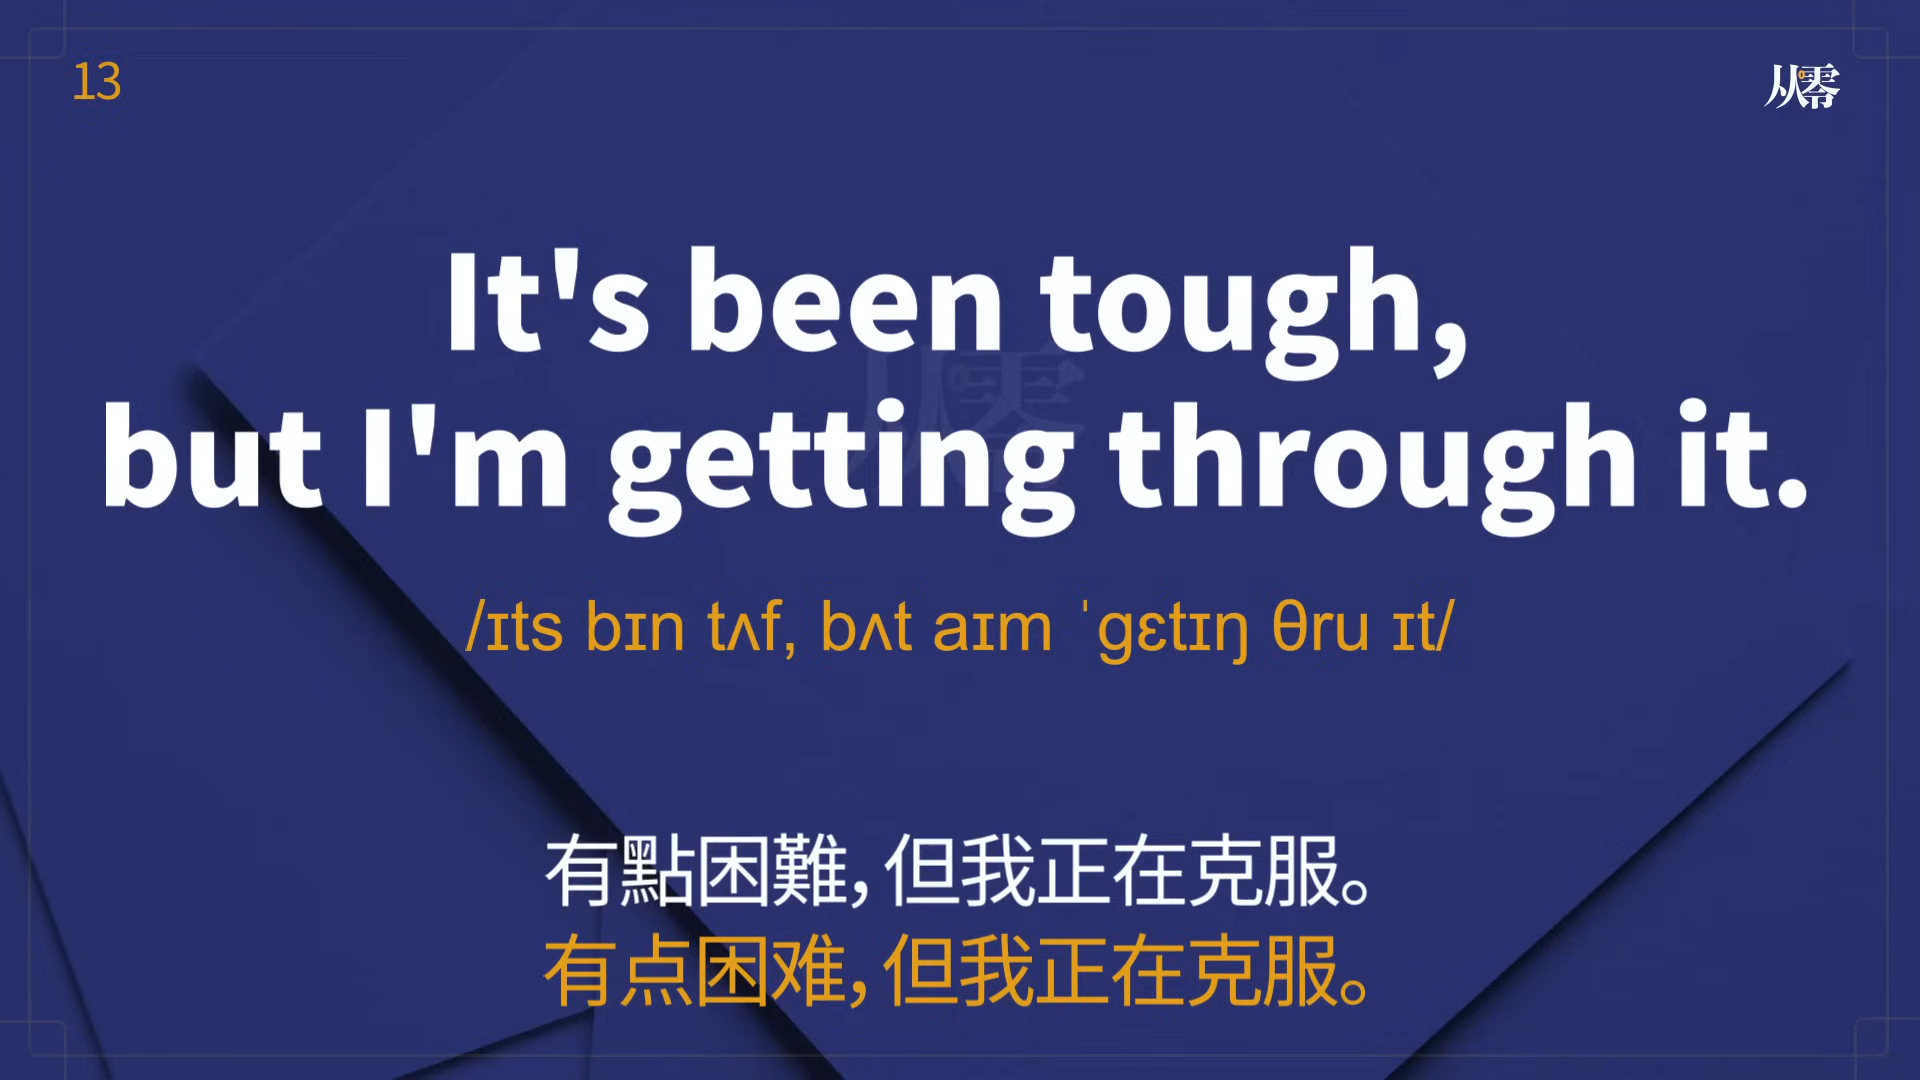 13
从零
It's been tough,
but I'm getting through it.
/ɪts bɪn tʌf, bʌt aɪm ˈgɛtɪŋ θru ɪt/
有點困難，但我正在克服。
有点困难，但我正在克服。